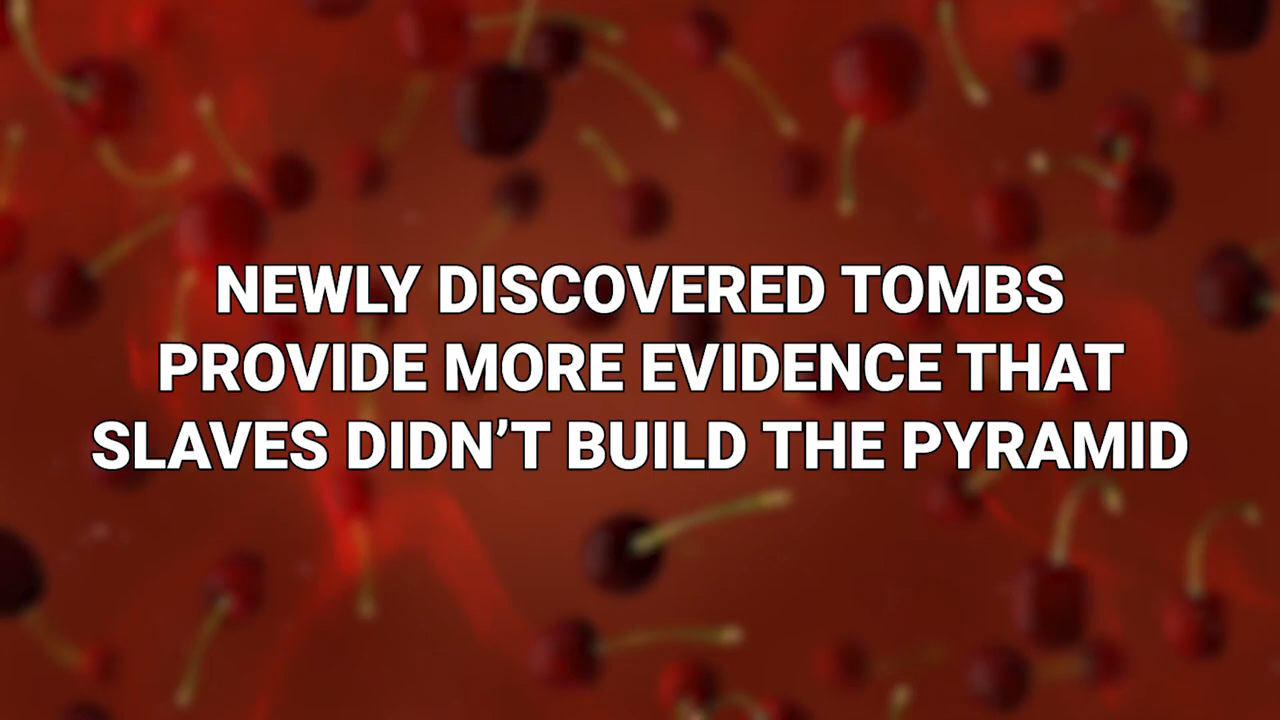 NEWLY DISCOVERED TOMBS
PROVIDE MORE EVIDENCE THAT
SLAVES DIDN’T BUILD THE PYRAMID